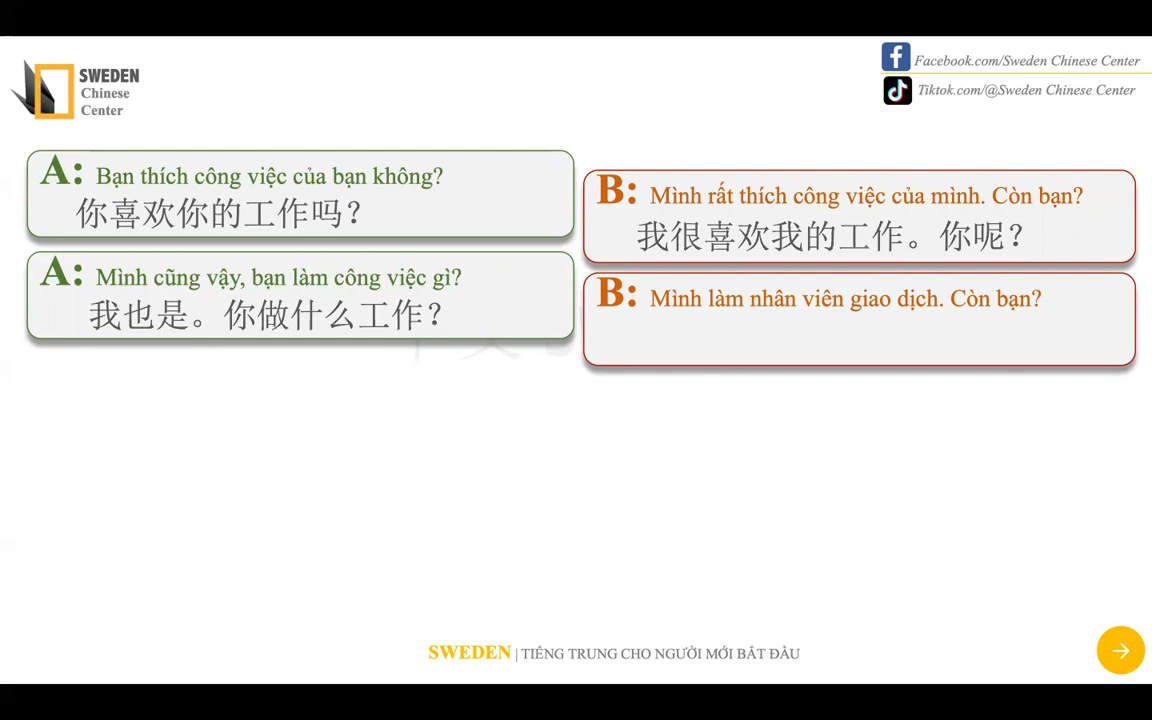 SWEDEN
Chinese
Center
Facebook.com/Sweden Chinese Center
Tiktok.com/@Sweden Chinese Center
A: Bạn thích công việc của bạn không?
你喜欢你的工作吗？
B: Mình rất thích công việc của mình. Còn bạn?
我很喜欢我的工作。你呢？
A: Mình cũng vậy, bạn làm công việc gì?
我也是。你做什么工作？
B: Mình làm nhân viên giao dịch. Còn bạn?
SWEDEN | TIẾNG TRUNG CHO NGƯỜI MỚI BẮT ĐẦU